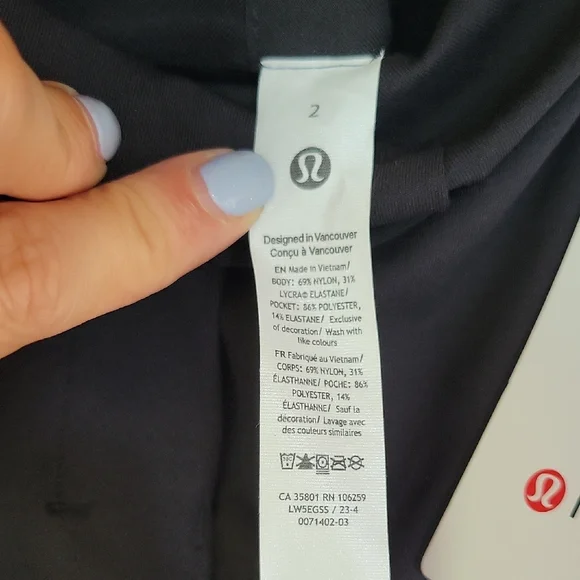 2
Designed in Vancouver
Conçu à Vancouver
EN Made in Vietnam/
BODY: 69% NYLON, 31%
LYCRA® ELASTANE/
POCKET: 86% POLYESTER,
14% ELASTANE/ Exclusive
of decoration/ Wash with
like colours
FR Fabriqué au Vietnam/
CORPS: 69% NYLON, 31%
ÉLASTHANNE/ POCHE: 86%
POLYESTER, 14%
ÉLASTHANNE/ Sauf la
décoration/ Lavage avec
des couleurs similaires
CA 35801 RN 106259
LW5EGSS / 23-4
0071402-03